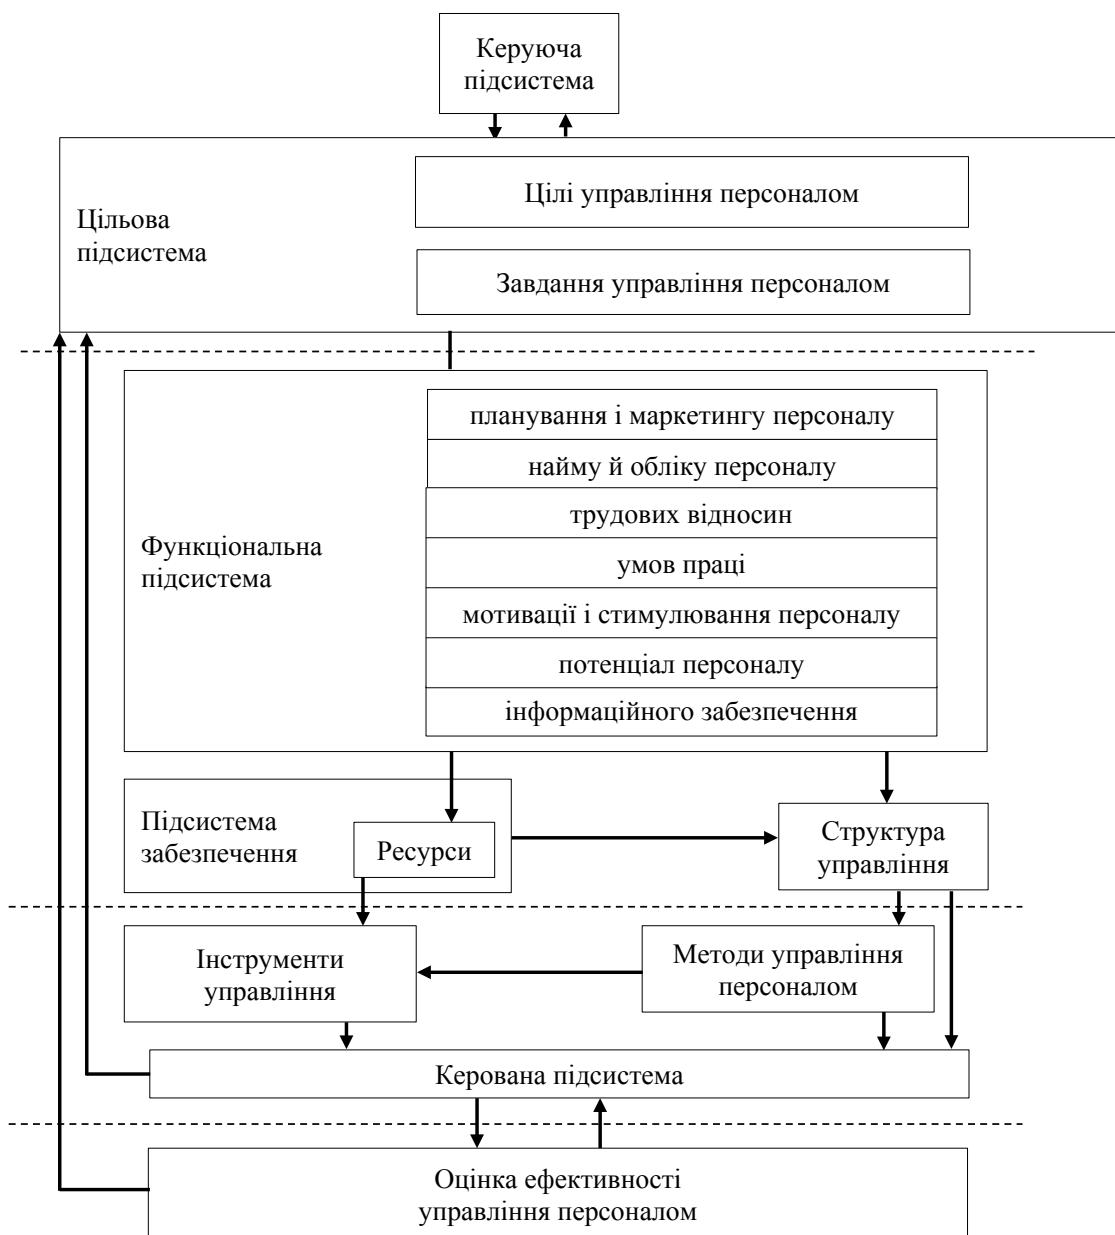 Керуюча
підсистема
Цільова
підсистема
Цілі управління персоналом
Завдання управління персоналом
Функціональна
підсистема
планування і маркетингу персоналу
найму й обліку персоналу
трудових відносин
умов праці
мотивації і стимулювання персоналу
потенціал персоналу
інформаційного забезпечення
Підсистема
забезпечення
Ресурси
Структура
управління
Інструменти
управління
Методи управління
персоналом
Керована підсистема
Оцінка ефективності
управління персоналом